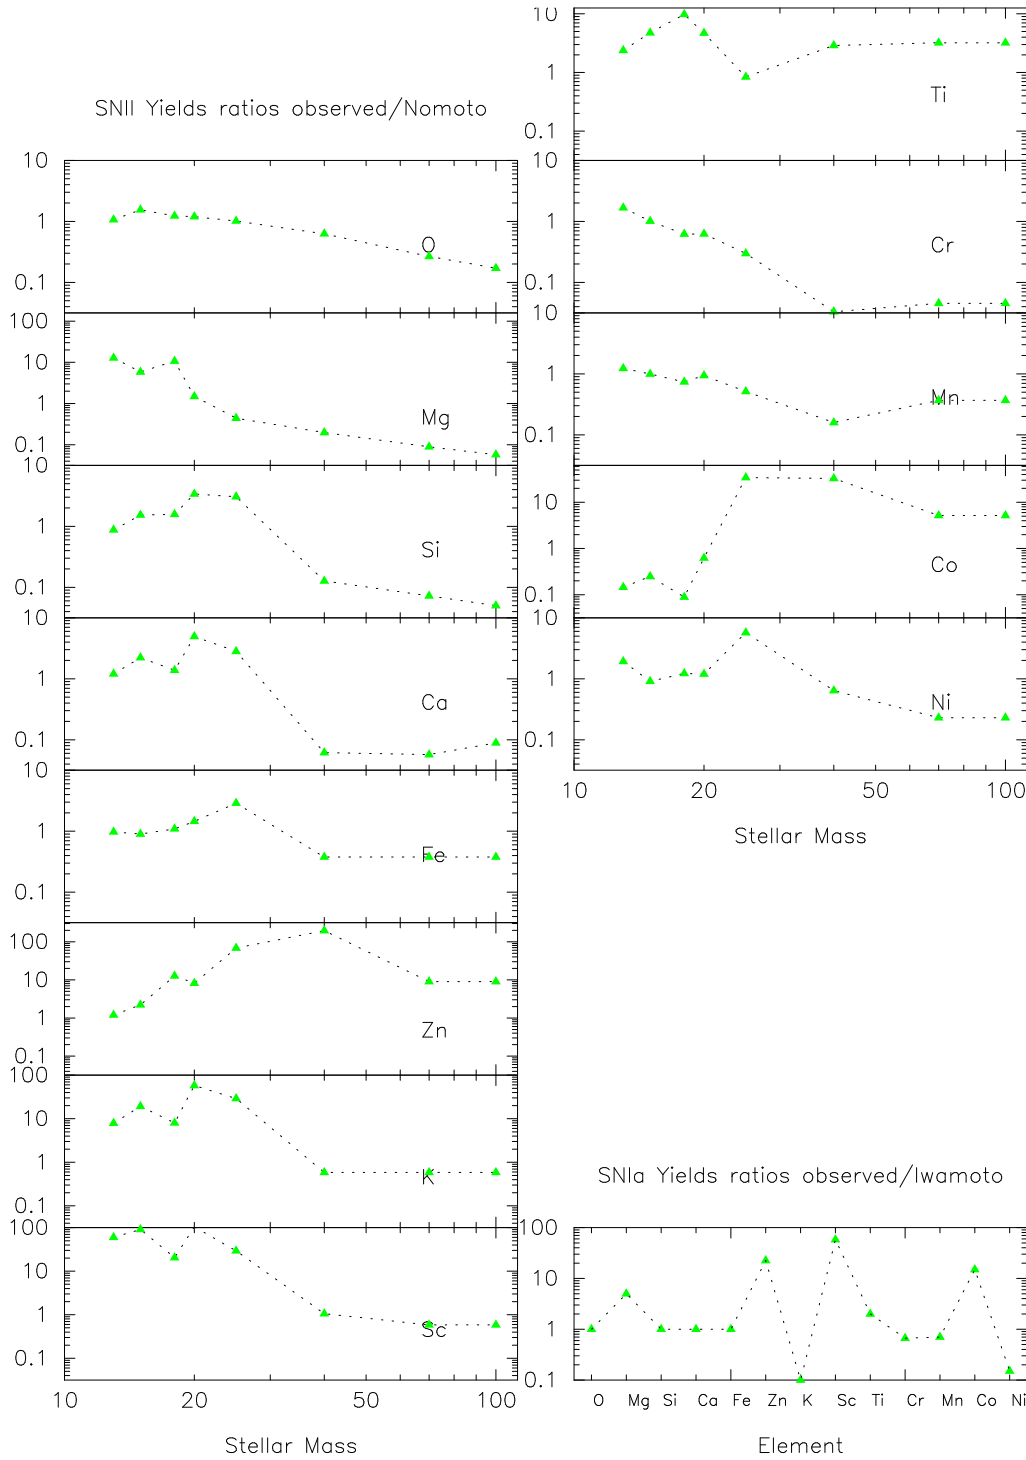 SNII Yields ratios observed/Nomoto
10
1
0.1
O
100
10
1
0.1
Mg
10
1
0.1
Si
10
1
0.1
Ca
10
1
0.1
Fe
100
10
1
0.1
Zn
100
10
1
0.1
K
100
10
1
0.1
Sc
10 20 50 100
Stellar Mass
10
1
0.1
Ti
1
0.1
Cr
10
1
0.1
Mn
10
1
0.1
Co
10
1
0.1
Ni
10 20 50 100
Stellar Mass
SNIa Yields ratios observed/Iwamoto
100
10
1
0.1
O Mg Si Ca Fe Zn K Sc Ti Cr Mn Co Ni
Element